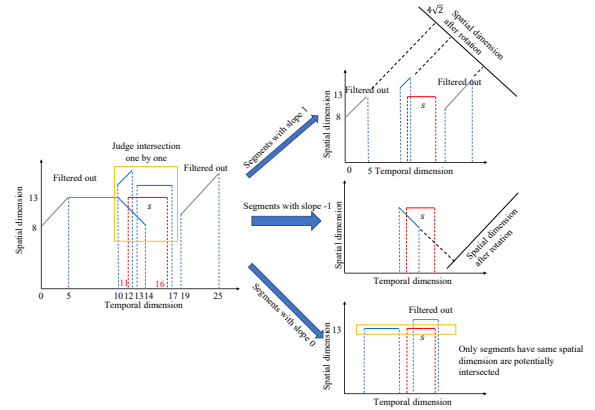 Judge intersection
one by one
Filtered out
Filtered out
Spatial dimension
13
8
s
11
16
0
5
10
12
13
14
17
19
25
Temporal dimension
Segments with slope 1
Segments with slope -1
Segments with slope 0
4√2
Spatial dimension
after rotation
Filtered out
Filtered out
Spatial dimension
13
8
s
0
5
Temporal dimension
Spatial dimension
s
Spatial dimension
after rotation
Temporal dimension
Filtered out
Spatial dimension
13
s
Only segments have same spatial
dimension are potentially
intersected
Temporal dimension